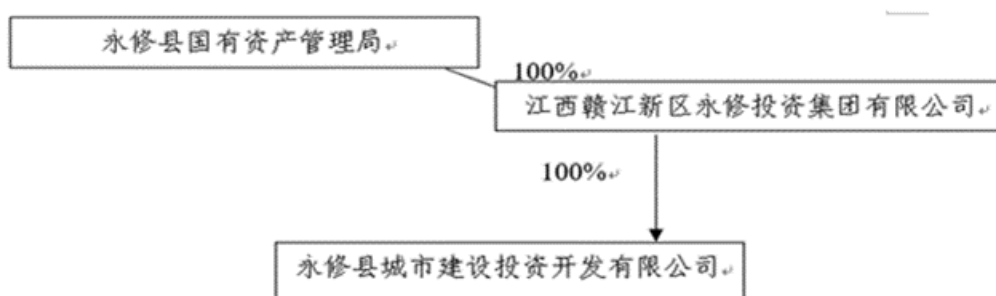 永修县国有资产管理局
100%
江西赣江新区永修投资集团有限公司
100%
永修县城市建设投资开发有限公司